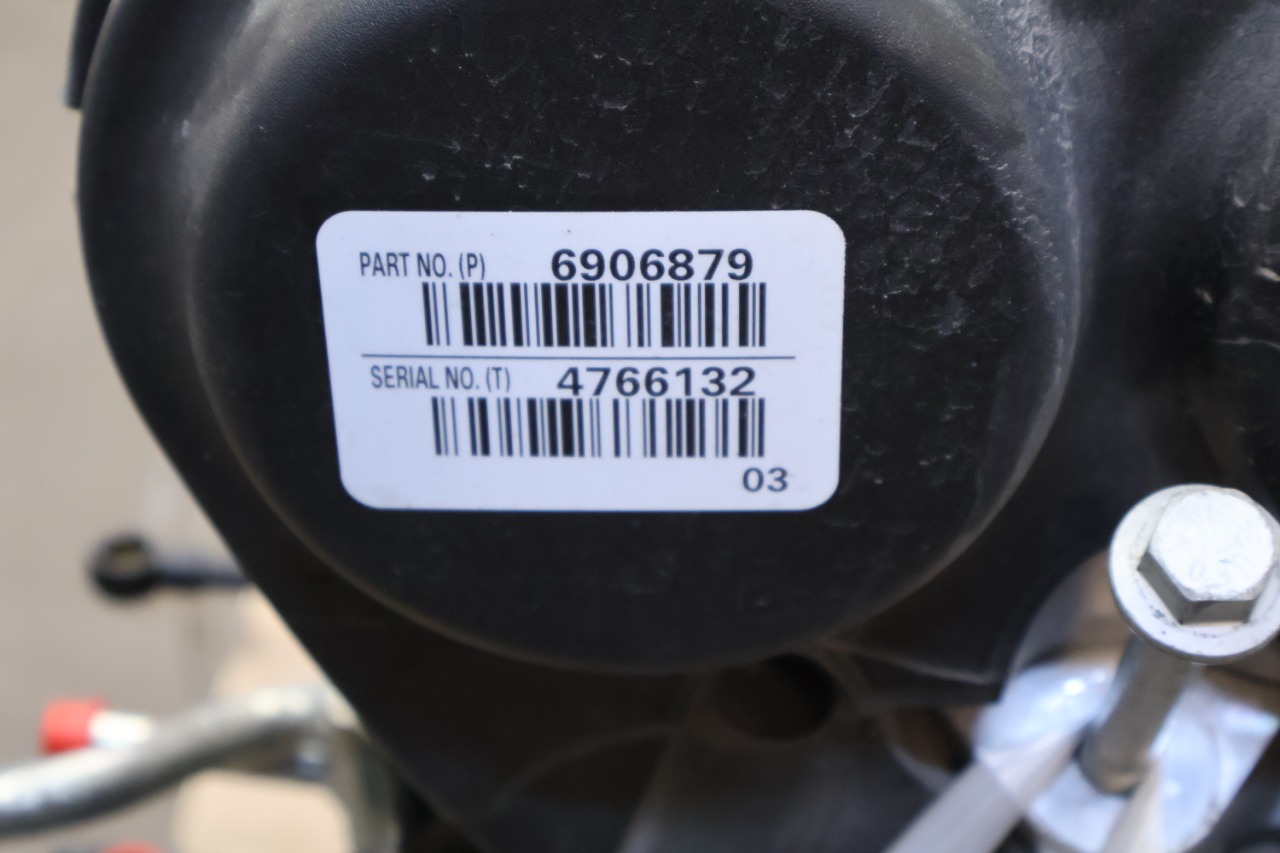 PART NO. (P) 6906879
SERIAL NO. (T) 4766132
03